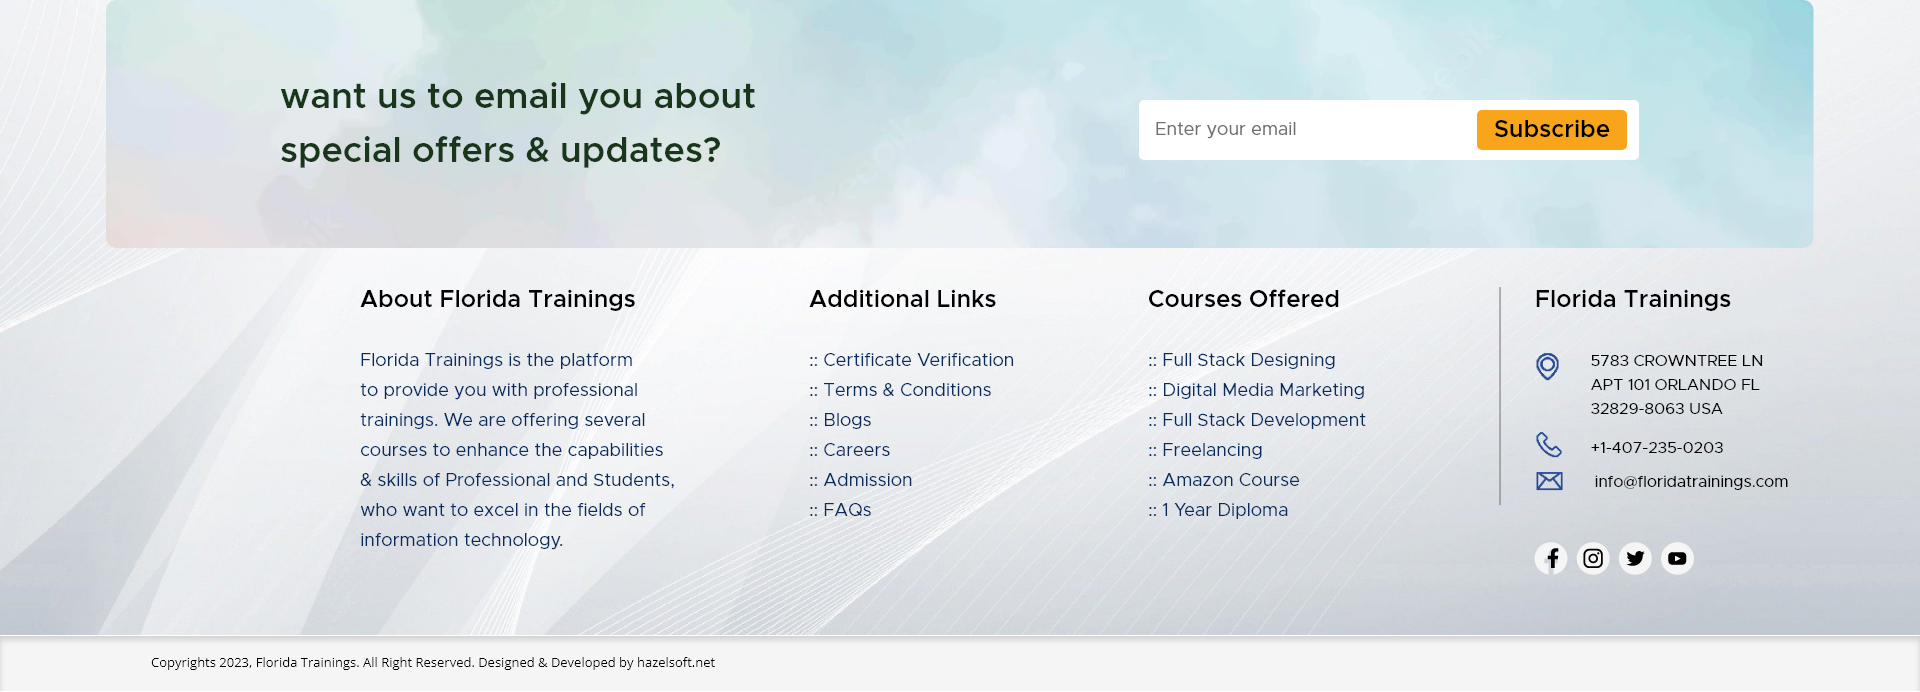 want us to email you about
special offers & updates?
Enter your email
Subscribe
About Florida Trainings
Florida Trainings is the platform
to provide you with professional
trainings. We are offering several
courses to enhance the capabilities
& skills of Professional and Students,
who want to excel in the fields of
information technology.
Additional Links
:: Certificate Verification
:: Terms & Conditions
:: Blogs
:: Careers
:: Admission
:: FAQs
Courses Offered
:: Full Stack Designing
:: Digital Media Marketing
:: Full Stack Development
:: Freelancing
:: Amazon Course
:: 1 Year Diploma
Florida Trainings
5783 CROWNTREE LN
APT 101 ORLANDO FL
32829-8063 USA
+1-407-235-0203
info@floridatrainings.com
Copyrights 2023, Florida Trainings. All Right Reserved. Designed & Developed by hazelsoft.net